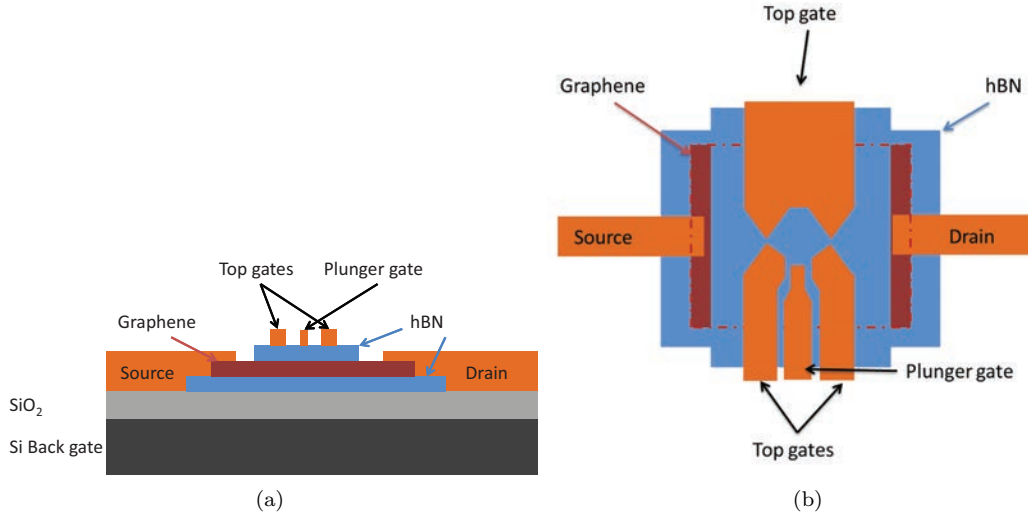 Top gates
Plunger gate
Graphene
hBN
Source
Drain
SiO₂
Si Back gate
(a)
Top gate
Graphene
hBN
Source
Drain
Plunger gate
Top gates
(b)